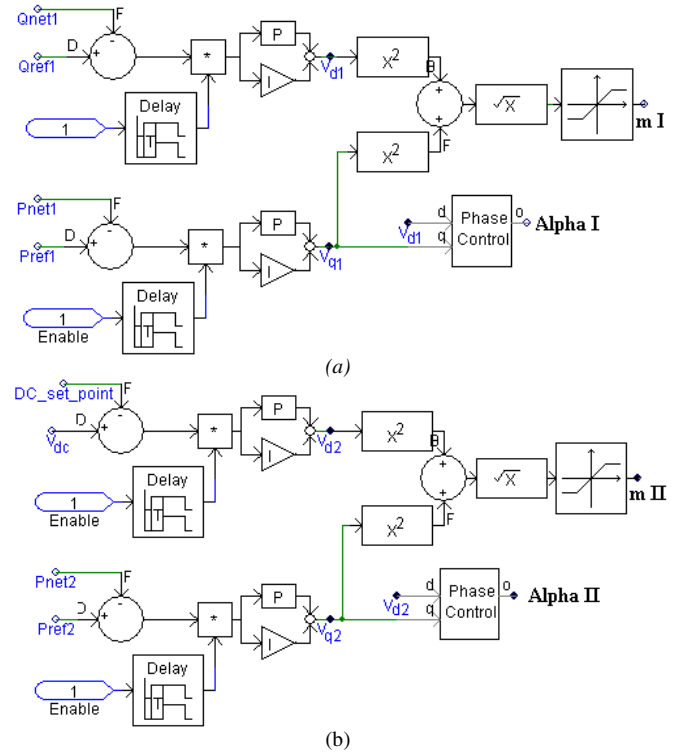 Qnet1
F
D
Qref1
+
-
*
P
I
Vd1
X²
B
+
+
F
√X
m I
1
Delay
T
X²
Pnet1
F
D
Pref1
+
-
*
P
I
Vq1
Vd1
d
q
Phase
Control
o
Alpha I
1
Enable
Delay
T
(a)
DC_set_point
F
D
Vdc
+
-
*
P
I
Vd2
X²
B
+
+
F
√X
m II
1
Enable
Delay
T
X²
Pnet2
F
D
Pref2
+
-
*
P
I
Vq2
Vd2
d
q
Phase
Control
o
Alpha II
1
Enable
Delay
T
(b)